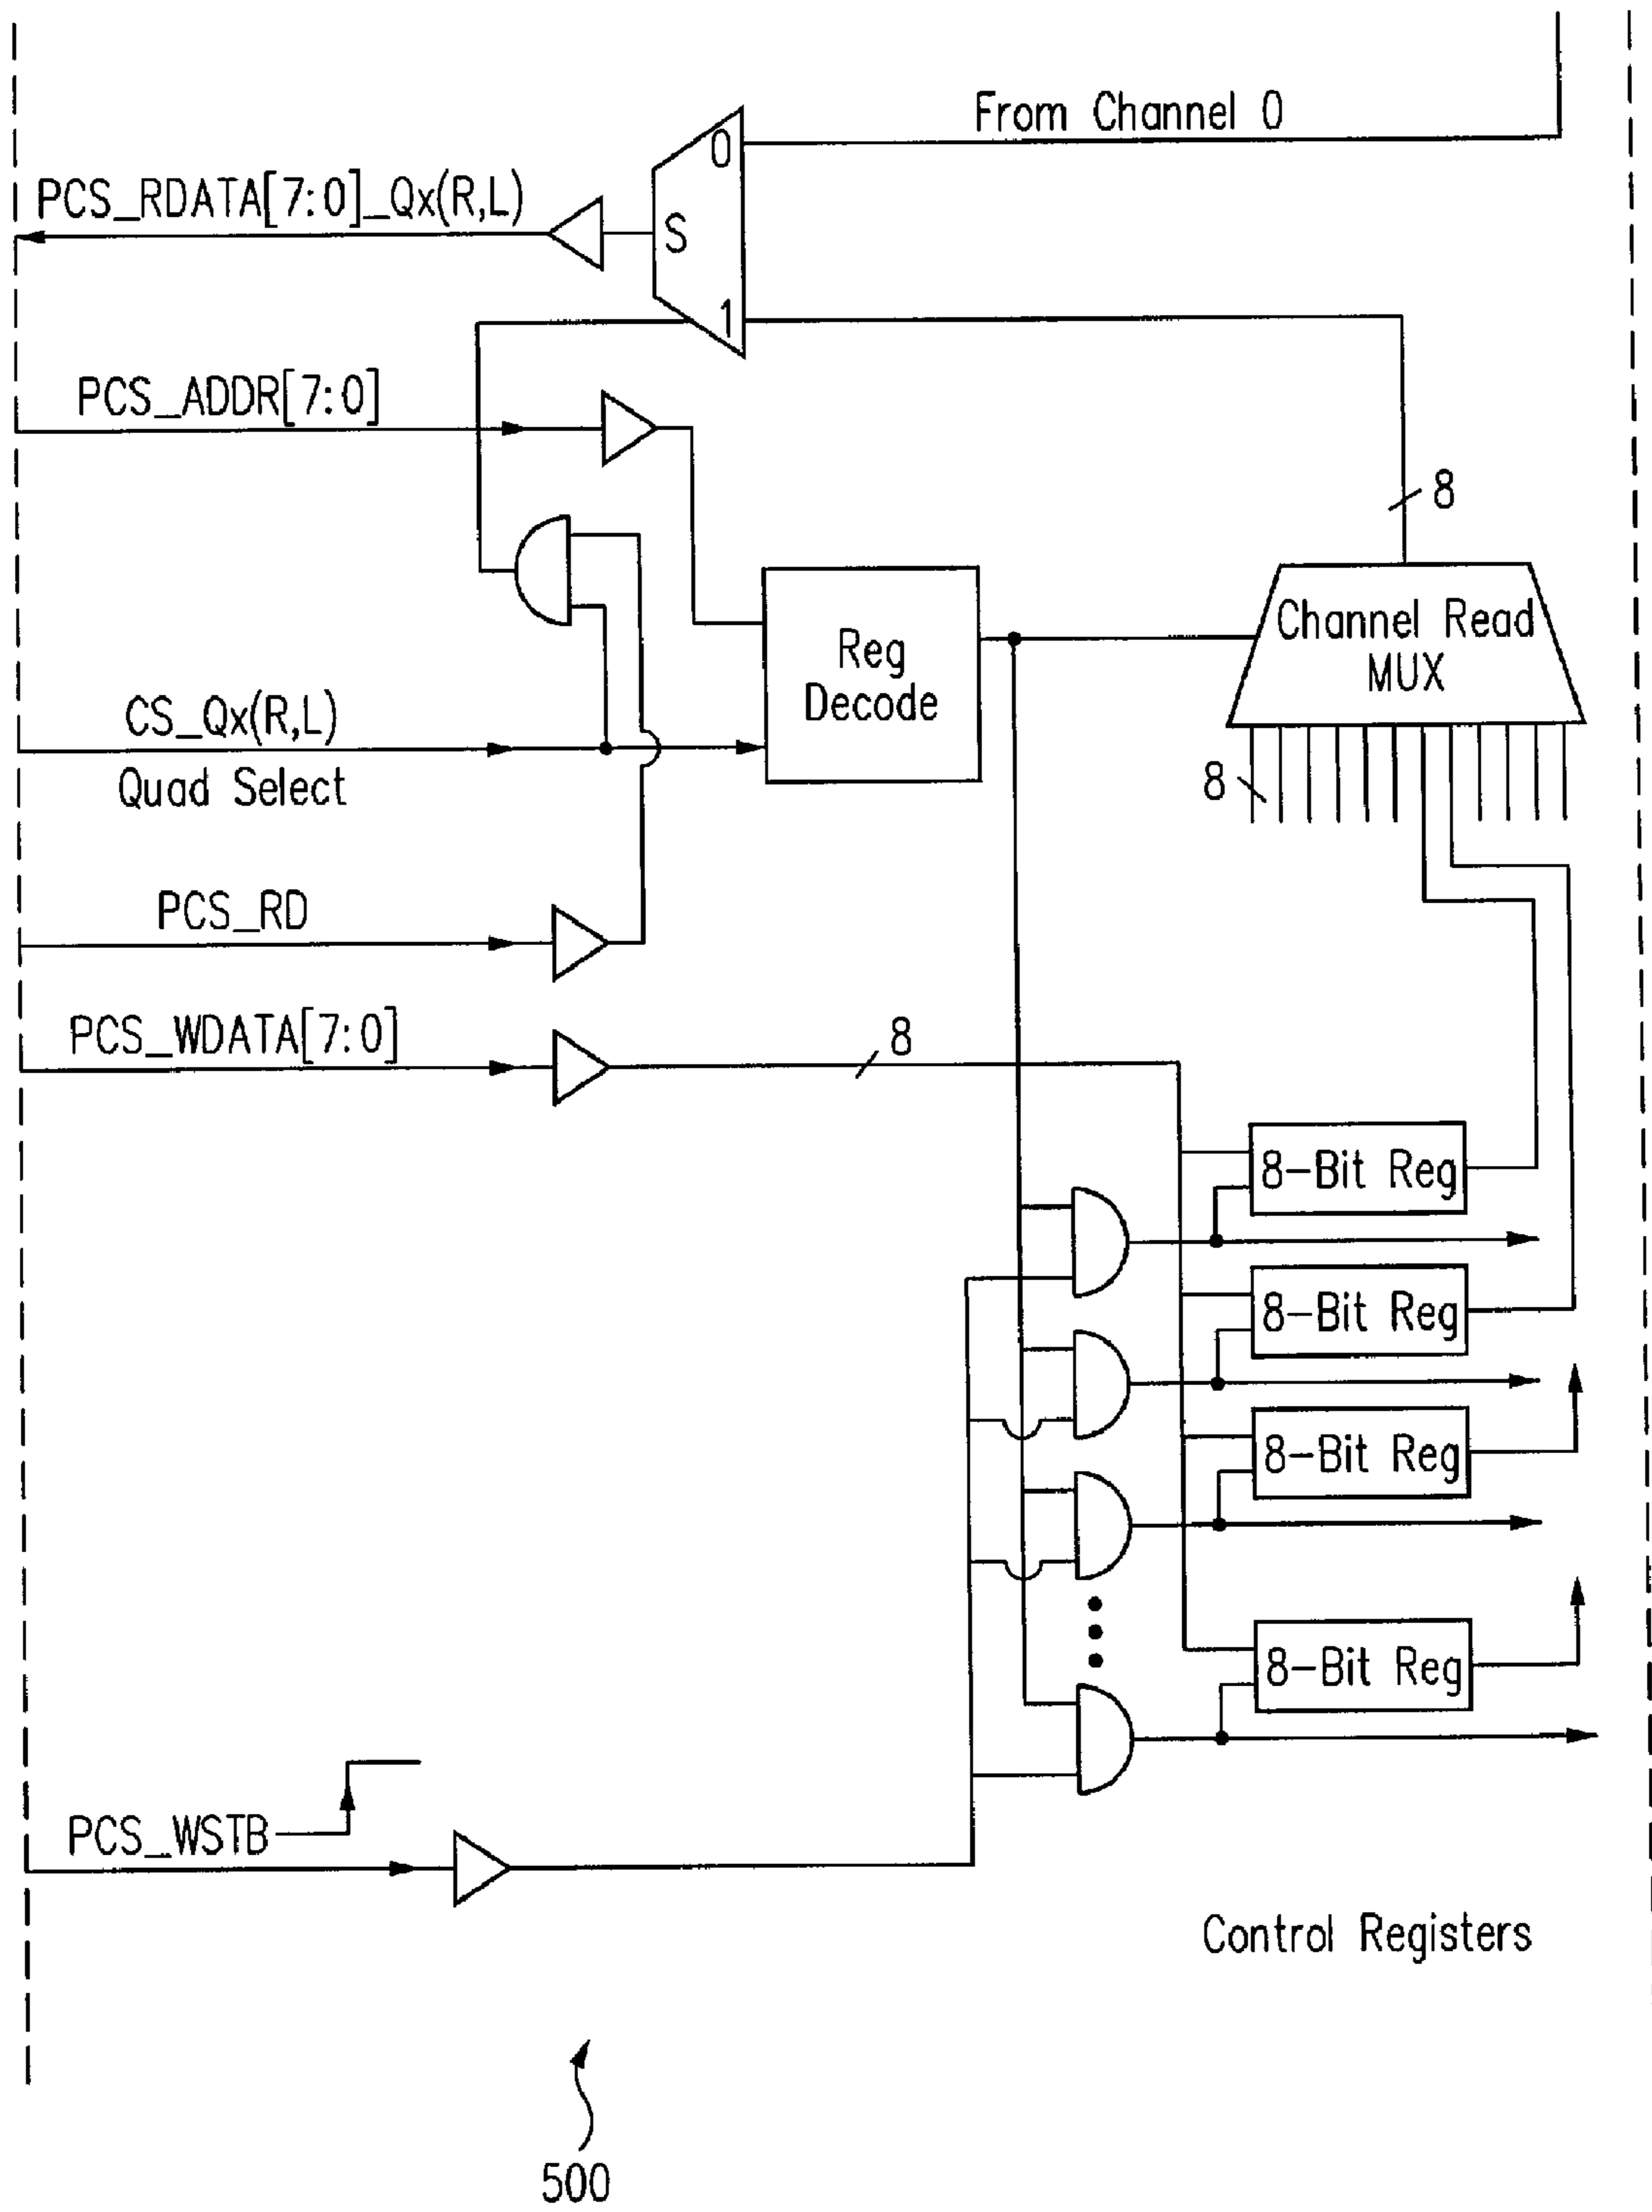 From Channel 0
0
PCS_RDATA[7:0]_Qx(R,L)
S
1
PCS_ADDR[7:0]
8
Channel Read
MUX
Reg
Decode
CS_Qx(R,L)
Quad Select
8
PCS_RD
PCS_WDATA[7:0]
8
8-Bit Reg
8-Bit Reg
8-Bit Reg
8-Bit Reg
PCS_WSTB
Control Registers
500